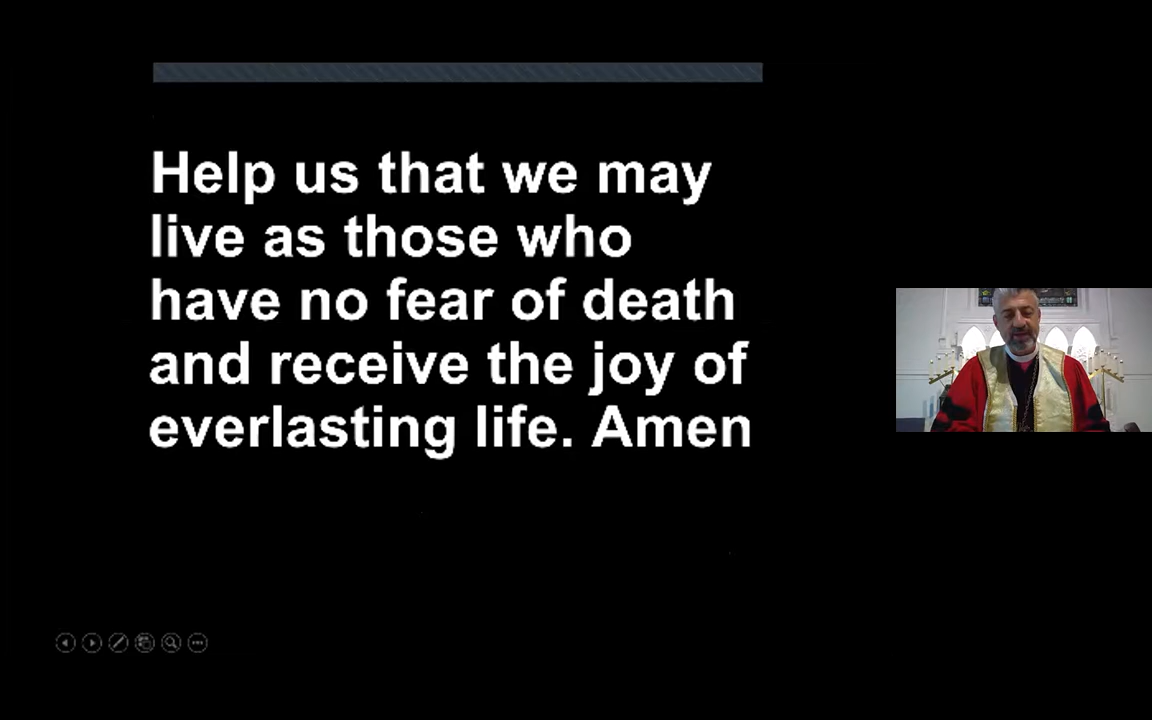 Help us that we may
live as those who
have no fear of death
and receive the joy of
everlasting life. Amen